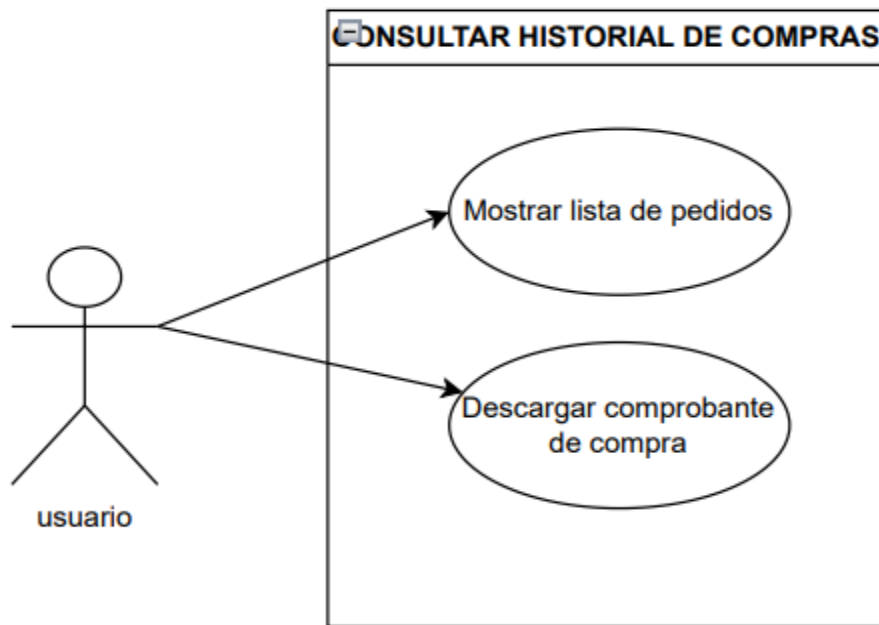 CONSULTAR HISTORIAL DE COMPRAS
Mostrar lista de pedidos
Descargar comprobante
de compra
usuario